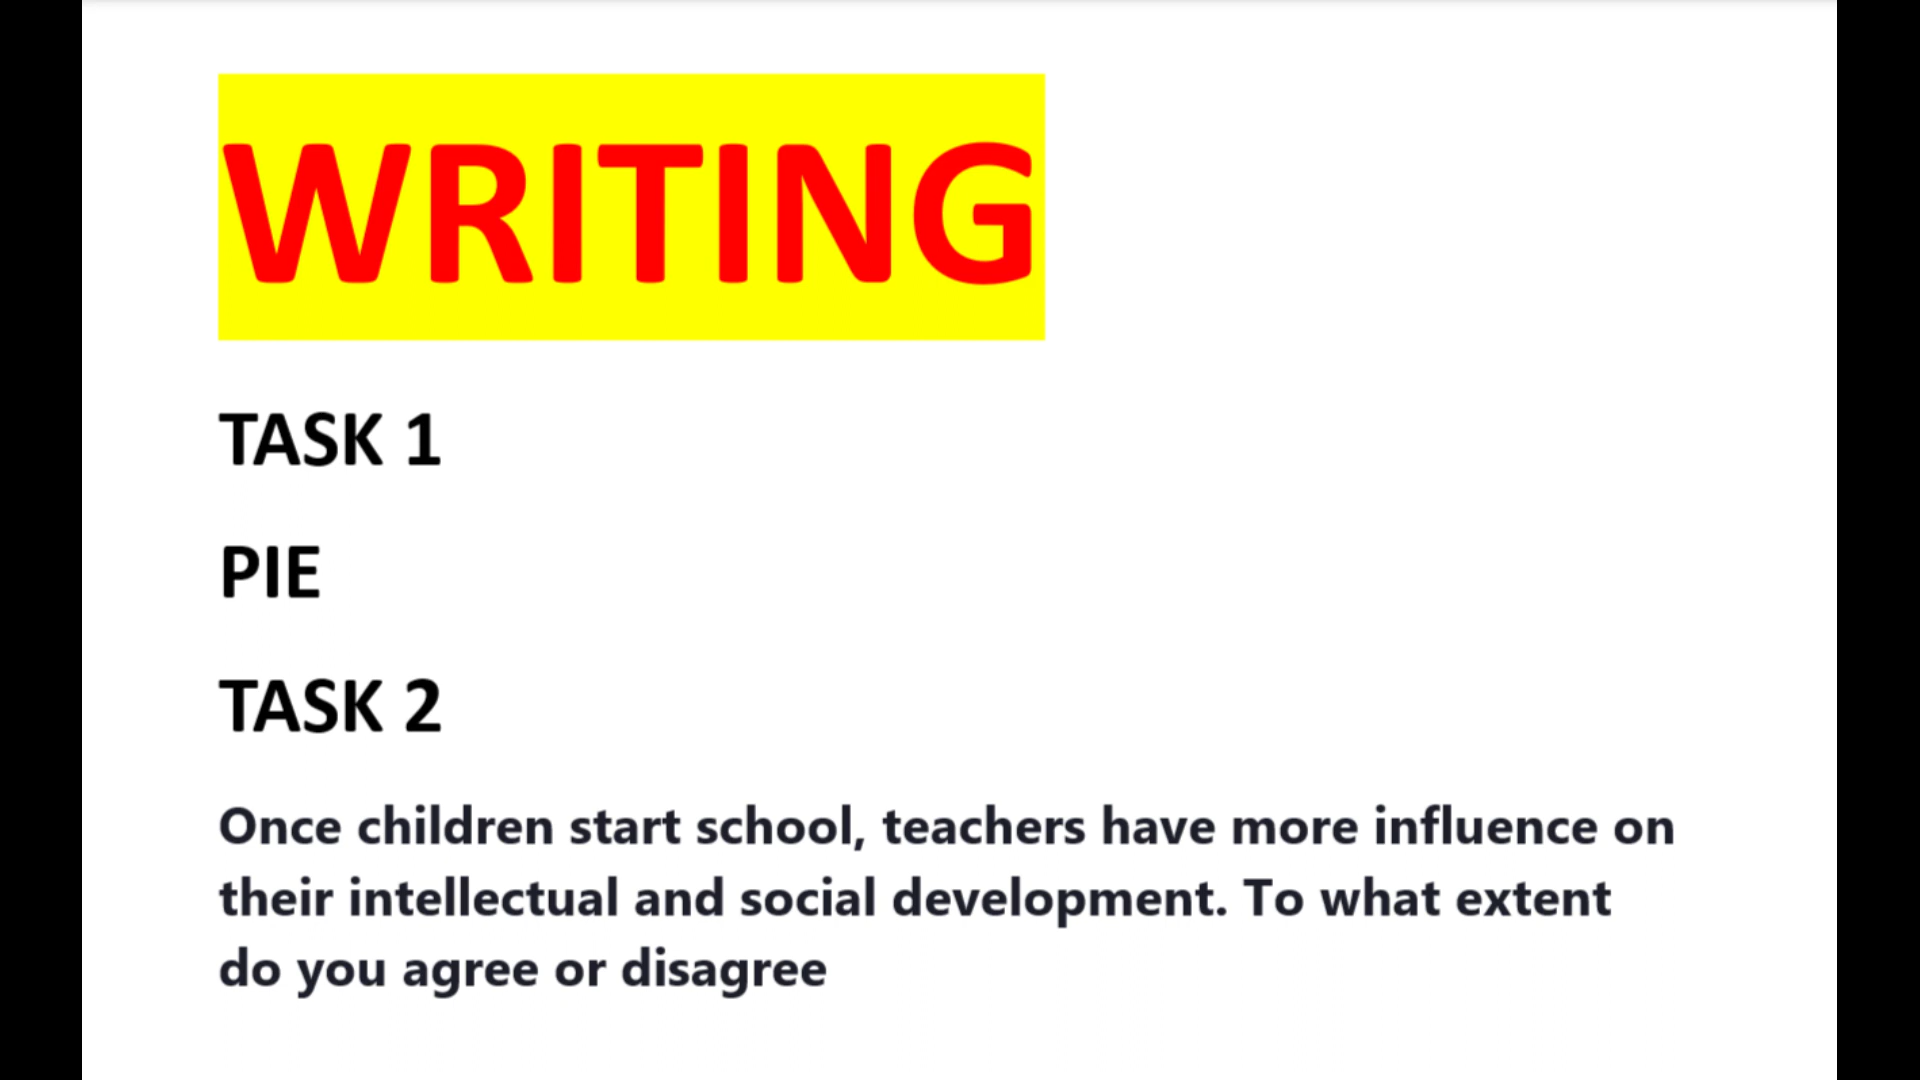 WRITING
TASK 1
PIE
TASK 2
Once children start school, teachers have more influence on
their intellectual and social development. To what extent
do you agree or disagree